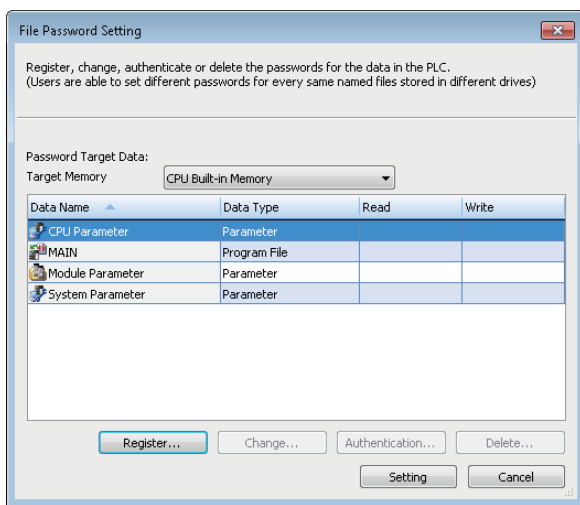 File Password Setting
Register, change, authenticate or delete the passwords for the data in the PLC.
(Users are able to set different passwords for every same named files stored in different drives)
Password Target Data:
Target Memory CPU Built-in Memory
Data Name Data Type Read Write
CPU Parameter Parameter
MAIN Program File
Module Parameter Parameter
System Parameter Parameter
Register... Change... Authentication... Delete...
Setting Cancel